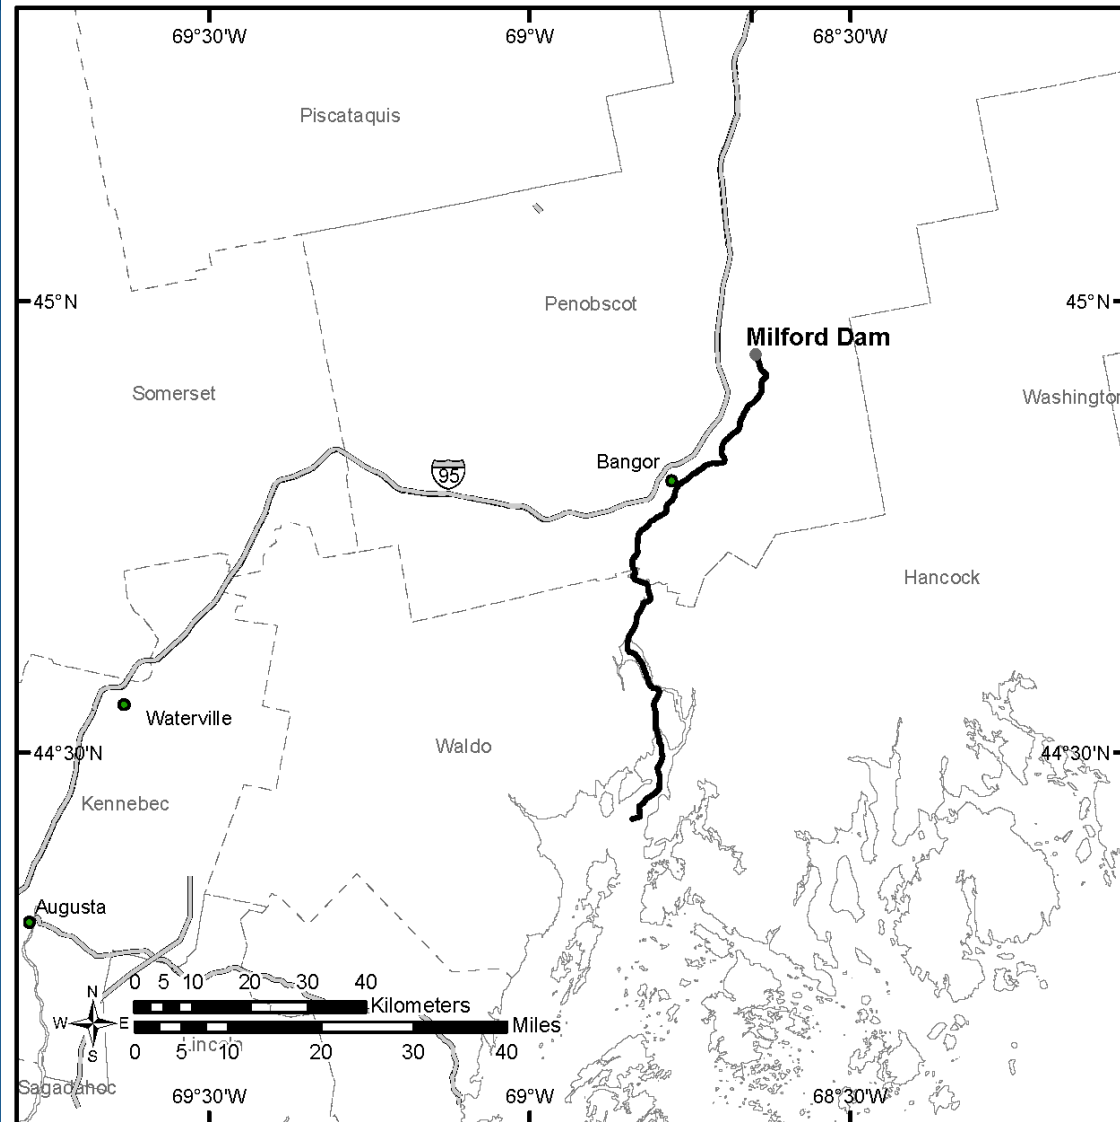 69°30'W
69°W
68°30'W
Piscataquis
45°N
Penobscot
45°N
Milford Dam
Somerset
Washington
Bangor
95
Hancock
Waterville
Waldo
44°30'N
44°30'N
Kennebec
Augusta
0 5 10 20 30 40
Kilometers
N
W E
S
Miles
0 5 10 20 30 40
Lincoln
Sagadahoc
69°30'W
69°W
68°30'W